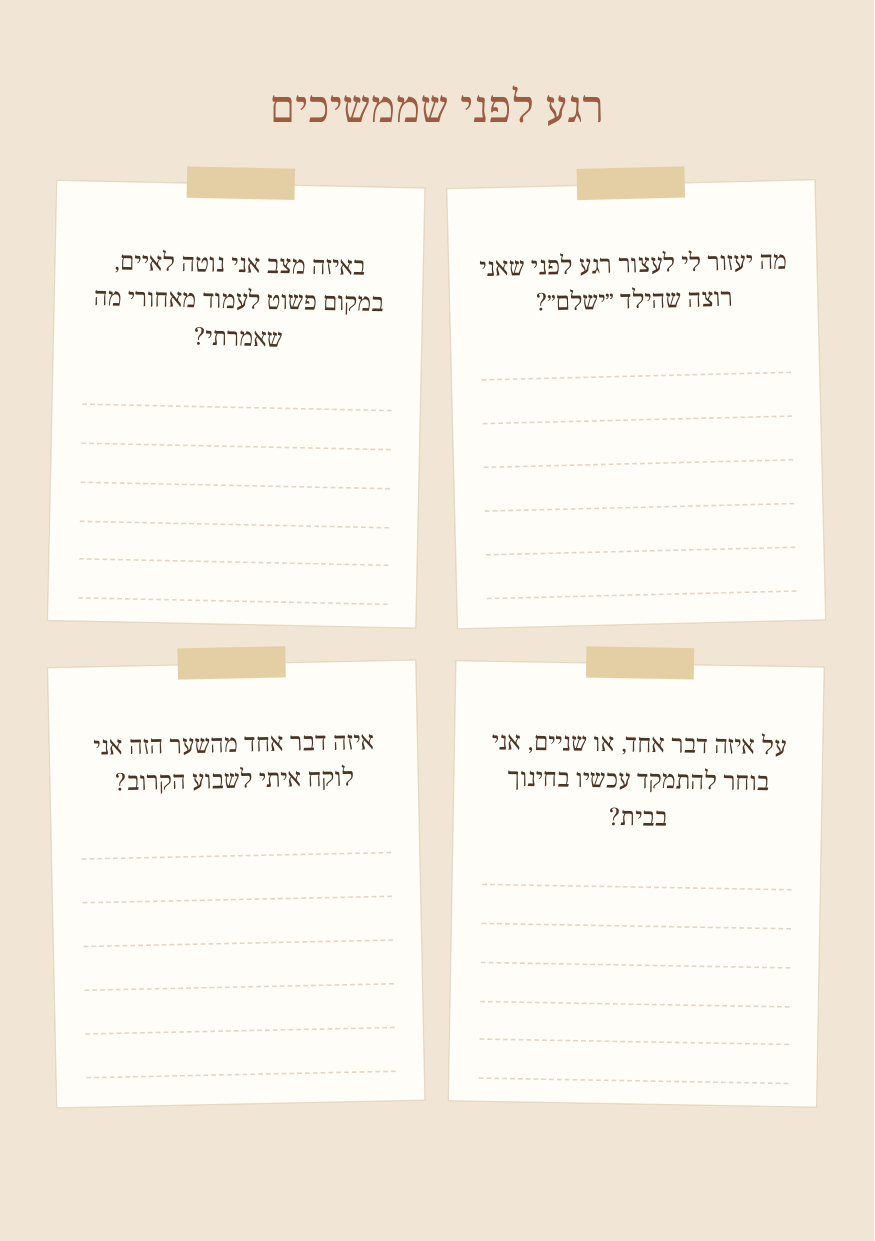 רגע לפני שממשיכים
מה יעזור לי לעצור רגע לפני שאני
רוצה שהילד ״ישלם״?
באיזה מצב אני נוטה לאיים,
במקום פשוט לעמוד מאחורי מה
שאמרתי?
על איזה דבר אחד, או שניים, אני
בוחר להתמקד עכשיו בחינוך
בבית?
איזה דבר אחד מהשער הזה אני
לוקח איתי לשבוע הקרוב?